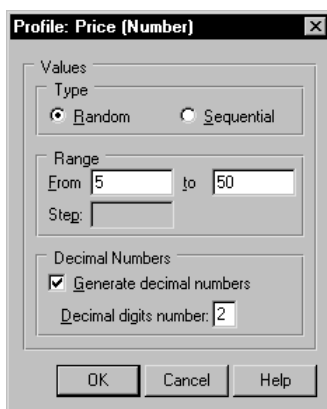 Profile: Price (Number)
Values
Type
Random Sequential
Range
From 5 to 50
Step:
Decimal Numbers
Generate decimal numbers
Decimal digits number: 2
OK Cancel Help